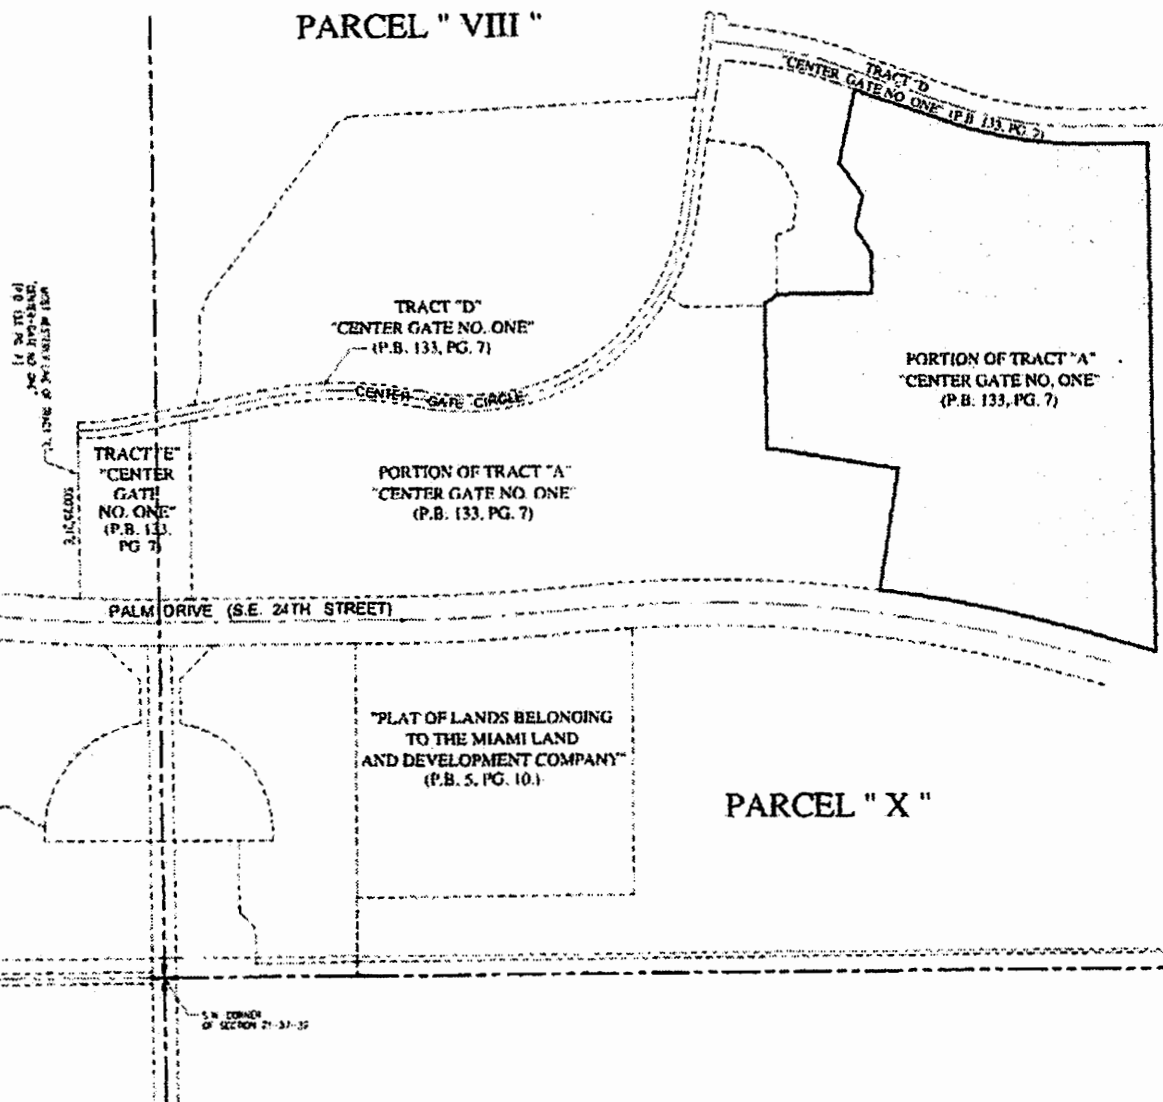 PARCEL " VIII "
TRACT "D"
"CENTER GATE NO. ONE" (P.B. 133, PG. 7)
TRACT "D"
"CENTER GATE NO. ONE"
(P.B. 133, PG. 7)
CENTER GATE CIRCLE
PORTION OF TRACT "A"
"CENTER GATE NO. ONE"
(P.B. 133, PG. 7)
TRACT "E"
"CENTER
GATE
NO. ONE"
(P.B. 133,
PG. 7)
PORTION OF TRACT "A"
"CENTER GATE NO. ONE"
(P.B. 133, PG. 7)
PALM DRIVE (S.E. 24TH STREET)
"PLAT OF LANDS BELONGING
TO THE MIAMI LAND
AND DEVELOPMENT COMPANY"
(P.B. 5, PG. 10.)
PARCEL " X "
S.W. CORNER
OF SECTION